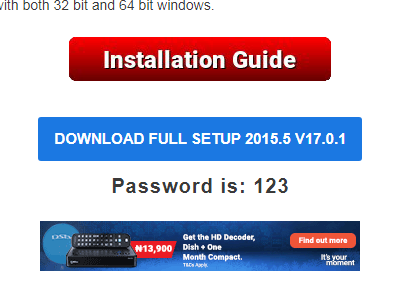 with both 32 bit and 64 bit windows.
Installation Guide
DOWNLOAD FULL SETUP 2015.5 V17.0.1
Password is: 123
DStv
₦13,900
Get the HD Decoder,
Dish + One
Month Compact.
T&Cs Apply.
Find out more
It's your
moment